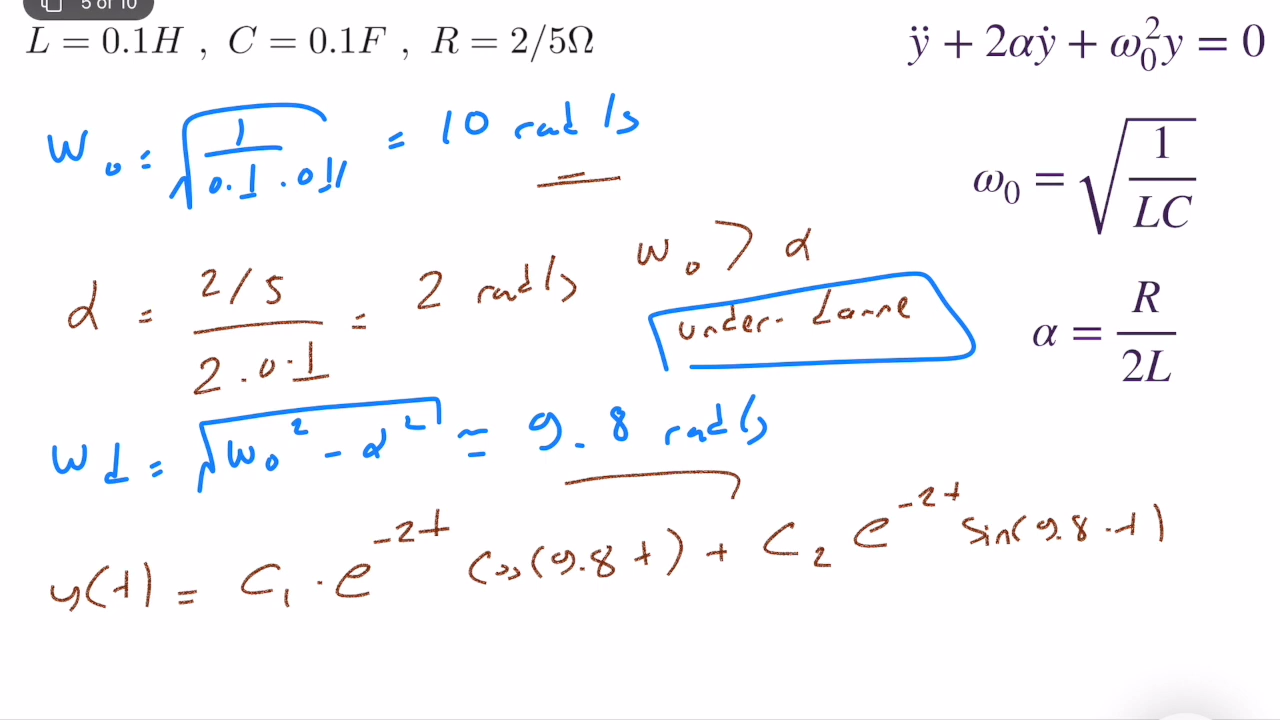 5 of 10
L = 0.1H , C = 0.1F , R = 2/5Ω
ÿ + 2αẏ + ω₀²y = 0
w₀ = √(1/(0.1 · 0.1)) = 10 rad/s
ω₀ = √(1/LC)
α = (2/5)/(2 · 0.1) = 2 rad/s
w₀ > α
under-
α = R/2L
w_d = √(w₀² - α²) ≈ 9.8 rad/s
y(t) = C₁ · e^(-2t) cos(9.8t) + C₂ e^(-2t) sin(9.8·t)